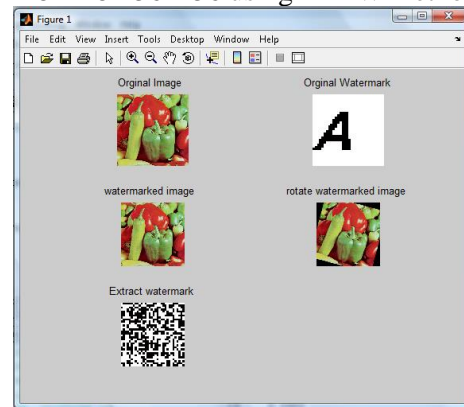 Figure 1
File Edit View Insert Tools Desktop Window Help
Orginal Image
Orginal Watermark
A
watermarked image
rotate watermarked image
Extract watermark